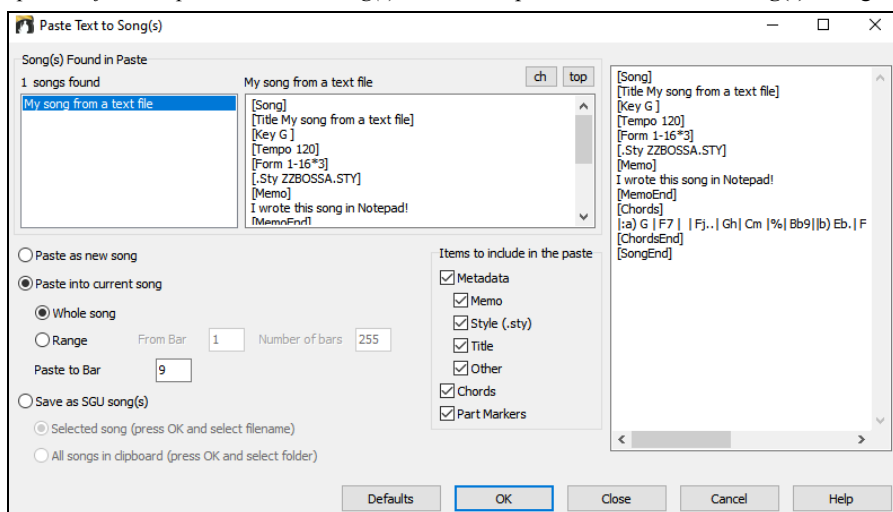 Paste Text to Song(s)
Song(s) Found in Paste
1 songs found
My song from a text file
ch
top
My song from a text file
[Song]
[Title My song from a text file]
[Key G ]
[Tempo 120]
[Form 1-16*3]
[.Sty ZZBOSSA.STY]
[Memo]
I wrote this song in Notepad!
[MemoEnd]
[Song]
[Title My song from a text file]
[Key G ]
[Tempo 120]
[Form 1-16*3]
[.Sty ZZBOSSA.STY]
[Memo]
I wrote this song in Notepad!
[MemoEnd]
[Chords]
|:a) G | F7 | | Fj..| Gh| Cm |%| Bb9||b) Eb.| F
[ChordsEnd]
[SongEnd]
Paste as new song
Paste into current song
Whole song
Range From Bar 1 Number of bars 255
Paste to Bar 9
Save as SGU song(s)
Selected song (press OK and select filename)
All songs in clipboard (press OK and select folder)
Items to include in the paste
Metadata
Memo
Style (.sty)
Title
Other
Chords
Part Markers
Defaults
OK
Close
Cancel
Help